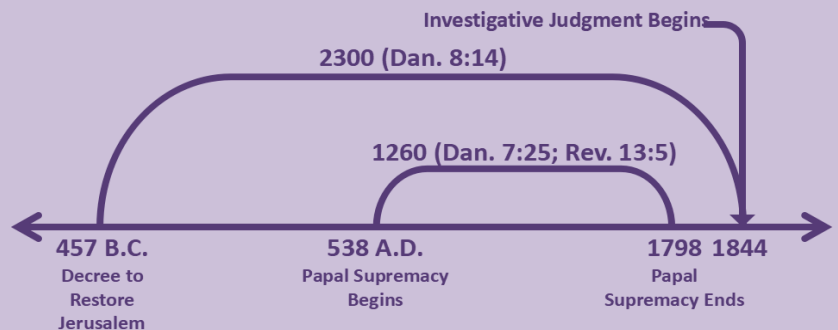 Investigative Judgment Begins
2300 (Dan. 8:14)
1260 (Dan. 7:25; Rev. 13:5)
457 B.C.
Decree to
Restore
Jerusalem
538 A.D.
Papal Supremacy
Begins
1798
Papal
Supremacy Ends
1844